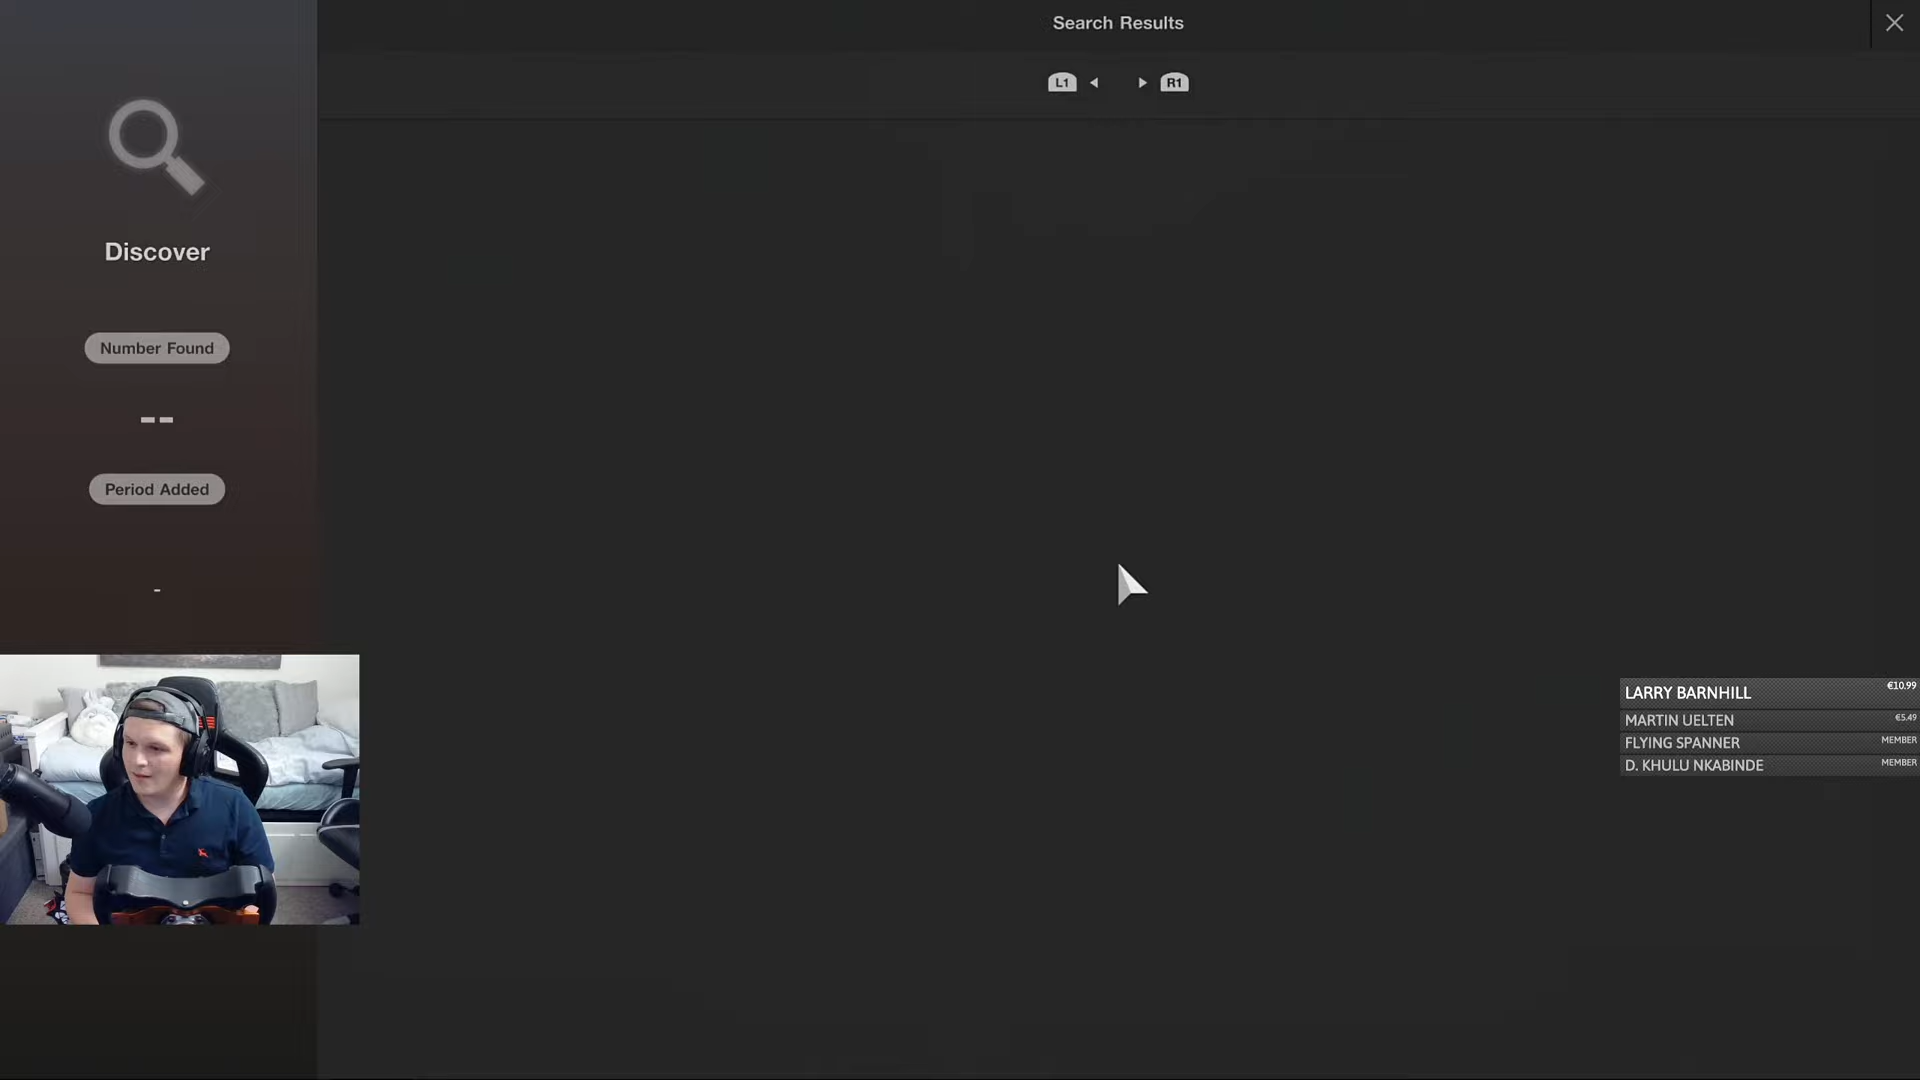 Search Results
L1
R1
Discover
Number Found
--
Period Added
-
LARRY BARNHILL €10.99
MARTIN UELTEN €5.49
FLYING SPANNER MEMBER
D. KHULU NKABINDE MEMBER